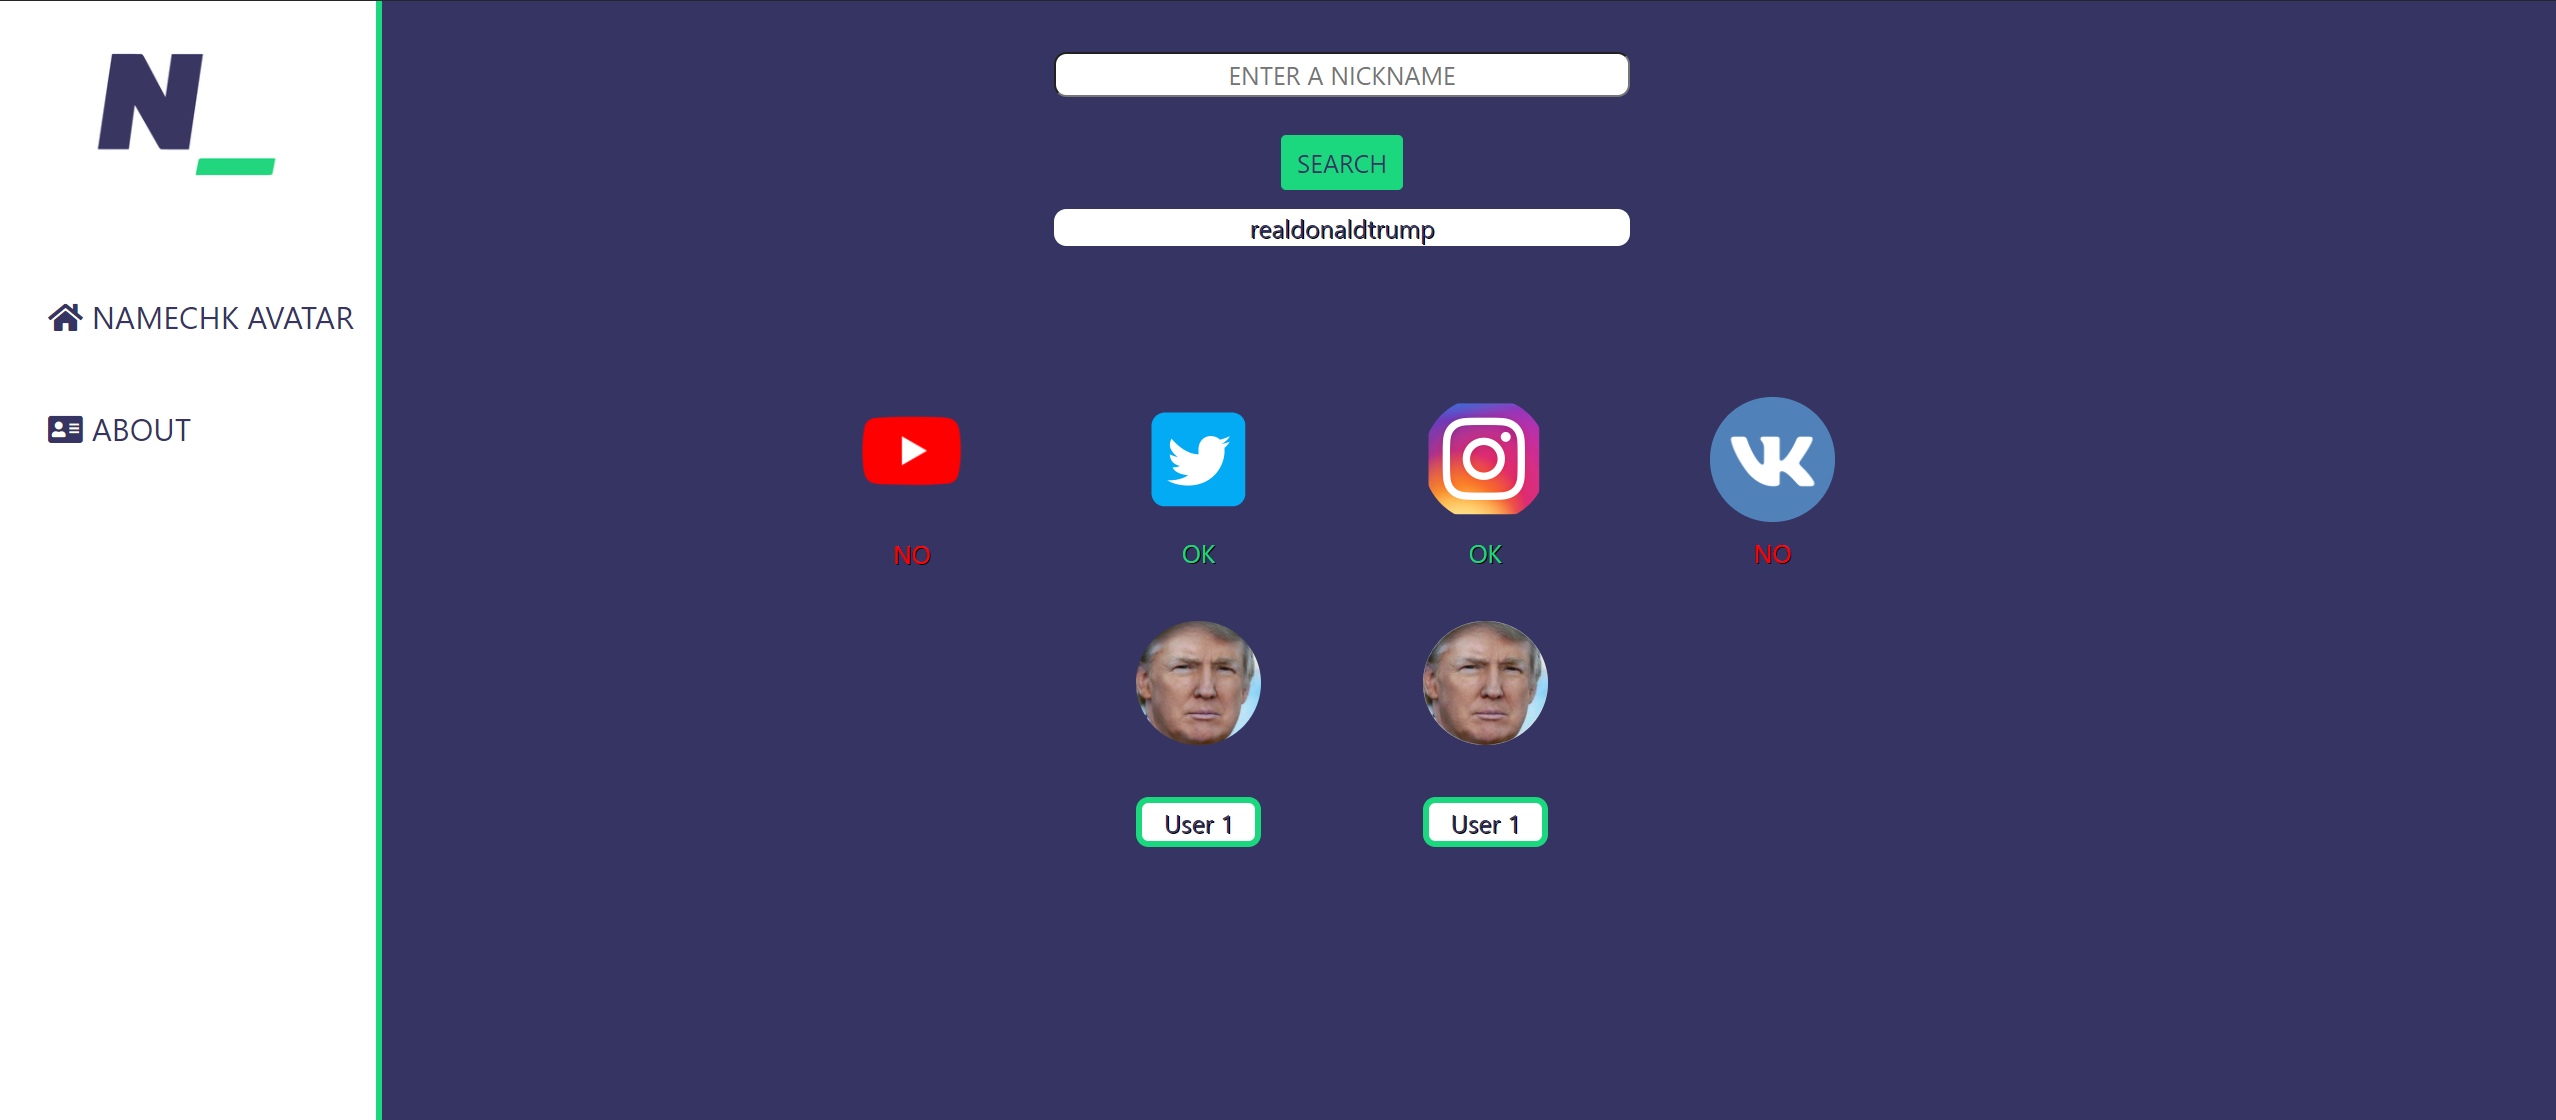 N_
NAMECHK AVATAR
ABOUT
ENTER A NICKNAME
SEARCH
realdonaldtrump
NO
OK
OK
NO
User 1
User 1